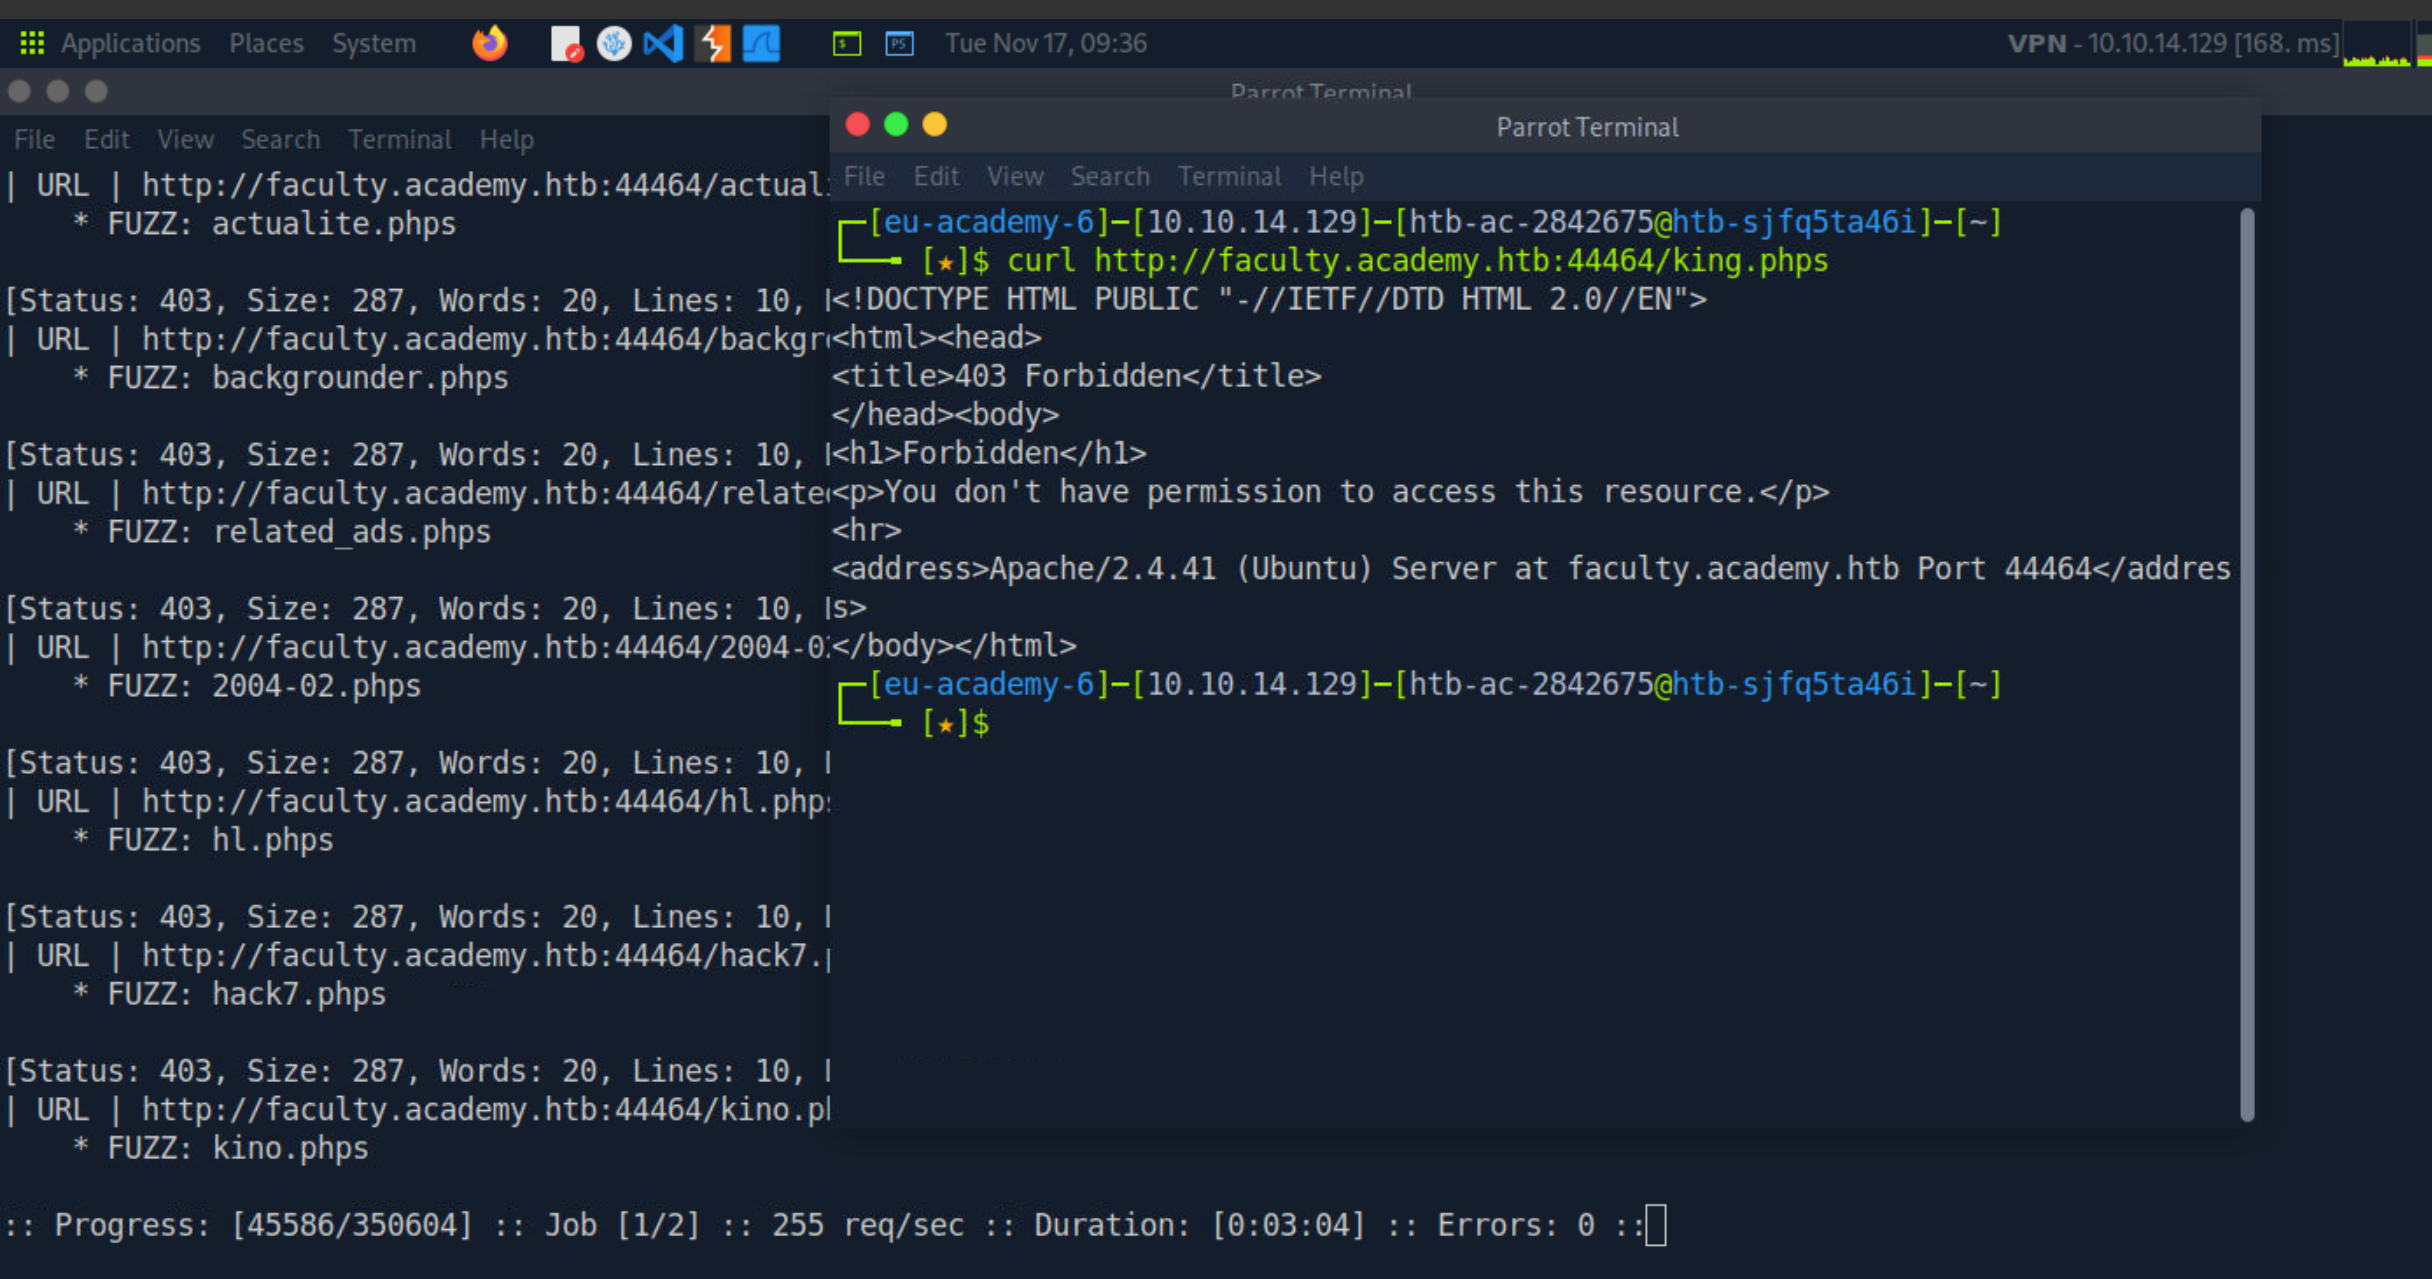 Applications Places System Tue Nov 17, 09:36 VPN - 10.10.14.129 [168. ms]
Parrot Terminal
File Edit View Search Terminal Help
| URL | http://faculty.academy.htb:44464/actuali
* FUZZ: actualite.phps
[Status: 403, Size: 287, Words: 20, Lines: 10,
| URL | http://faculty.academy.htb:44464/backgro
* FUZZ: backgrounder.phps
[Status: 403, Size: 287, Words: 20, Lines: 10,
| URL | http://faculty.academy.htb:44464/related
* FUZZ: related_ads.phps
[Status: 403, Size: 287, Words: 20, Lines: 10,
| URL | http://faculty.academy.htb:44464/2004-02
* FUZZ: 2004-02.phps
[Status: 403, Size: 287, Words: 20, Lines: 10,
| URL | http://faculty.academy.htb:44464/hl.phps
* FUZZ: hl.phps
[Status: 403, Size: 287, Words: 20, Lines: 10,
| URL | http://faculty.academy.htb:44464/hack7.p
* FUZZ: hack7.phps
[Status: 403, Size: 287, Words: 20, Lines: 10,
| URL | http://faculty.academy.htb:44464/kino.ph
* FUZZ: kino.phps
:: Progress: [45586/350604] :: Job [1/2] :: 255 req/sec :: Duration: [0:03:04] :: Errors: 0 ::
Parrot Terminal
File Edit View Search Terminal Help
[eu-academy-6]─[10.10.14.129]─[htb-ac-2842675@htb-sjfq5ta46i]─[~]
[★]$ curl http://faculty.academy.htb:44464/king.phps
<!DOCTYPE HTML PUBLIC "-//IETF//DTD HTML 2.0//EN">
<html><head>
<title>403 Forbidden</title>
</head><body>
<h1>Forbidden</h1>
<p>You don't have permission to access this resource.</p>
<hr>
<address>Apache/2.4.41 (Ubuntu) Server at faculty.academy.htb Port 44464</addres
s>
</body></html>
[eu-academy-6]─[10.10.14.129]─[htb-ac-2842675@htb-sjfq5ta46i]─[~]
[★]$